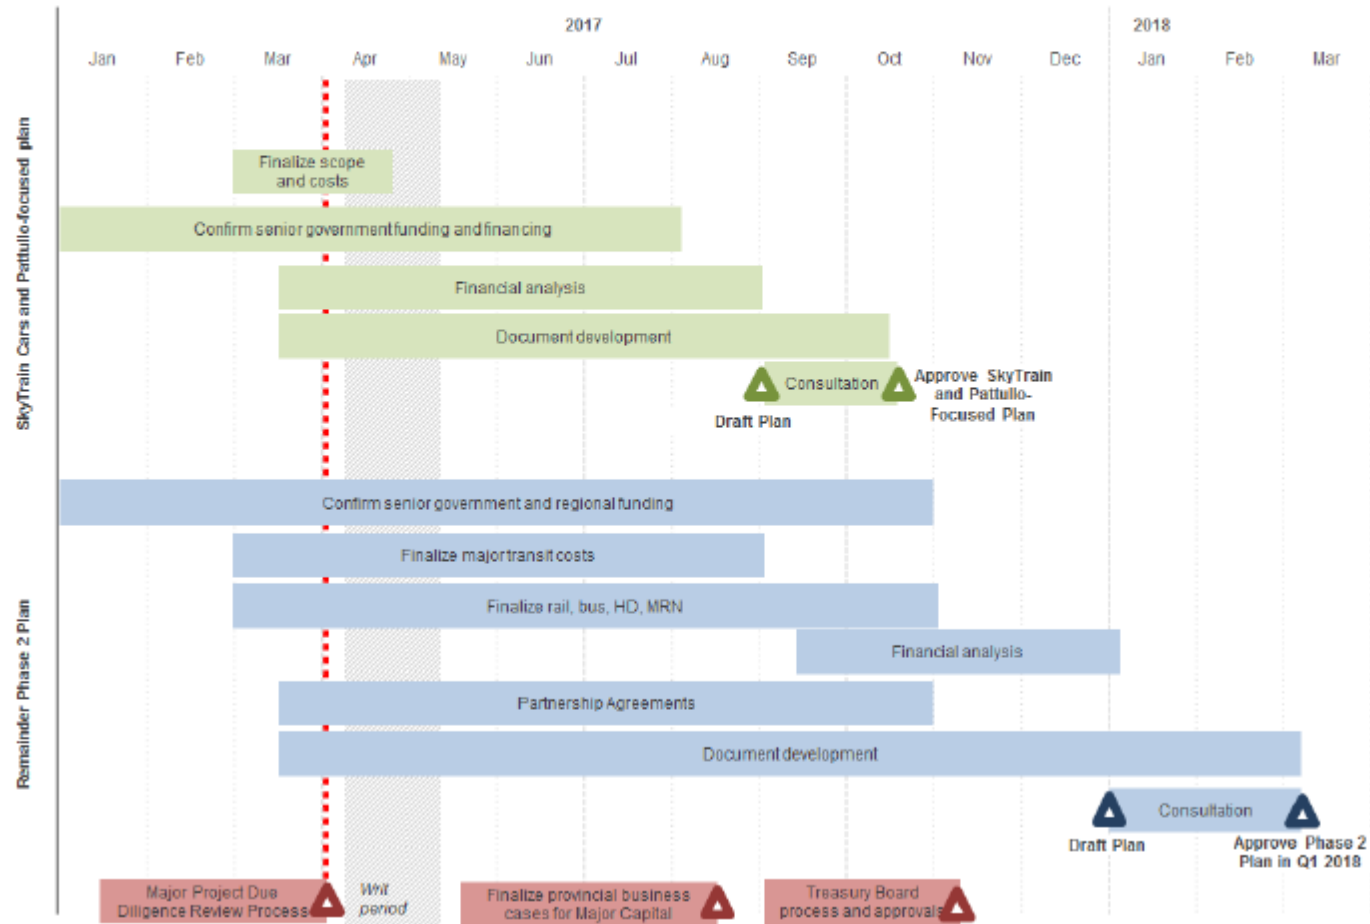 2017
2018
Jan Feb Mar Apr May Jun Jul Aug Sep Oct Nov Dec Jan Feb Mar
SkyTrain Cars and Pattullo-focused plan
Finalize scope
and costs
Confirm senior government funding and financing
Financial analysis
Document development
Consultation
Draft Plan
Approve SkyTrain
and Pattullo-
Focused Plan
Remainder Phase 2 Plan
Confirm senior government and regional funding
Finalize major transit costs
Finalize rail, bus, HD, MRN
Financial analysis
Partnership Agreements
Document development
Consultation
Draft Plan
Approve Phase 2
Plan in Q1 2018
Major Project Due
Diligence Review Process
Writ
period
Finalize provincial business
cases for Major Capital
Treasury Board
process and approvals